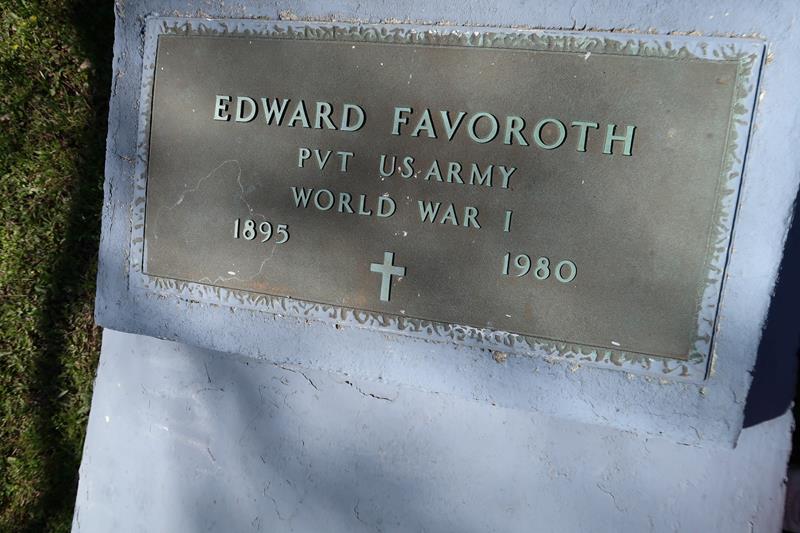 EDWARD FAVOROTH
PVT US ARMY
WORLD WAR I
1895 1980